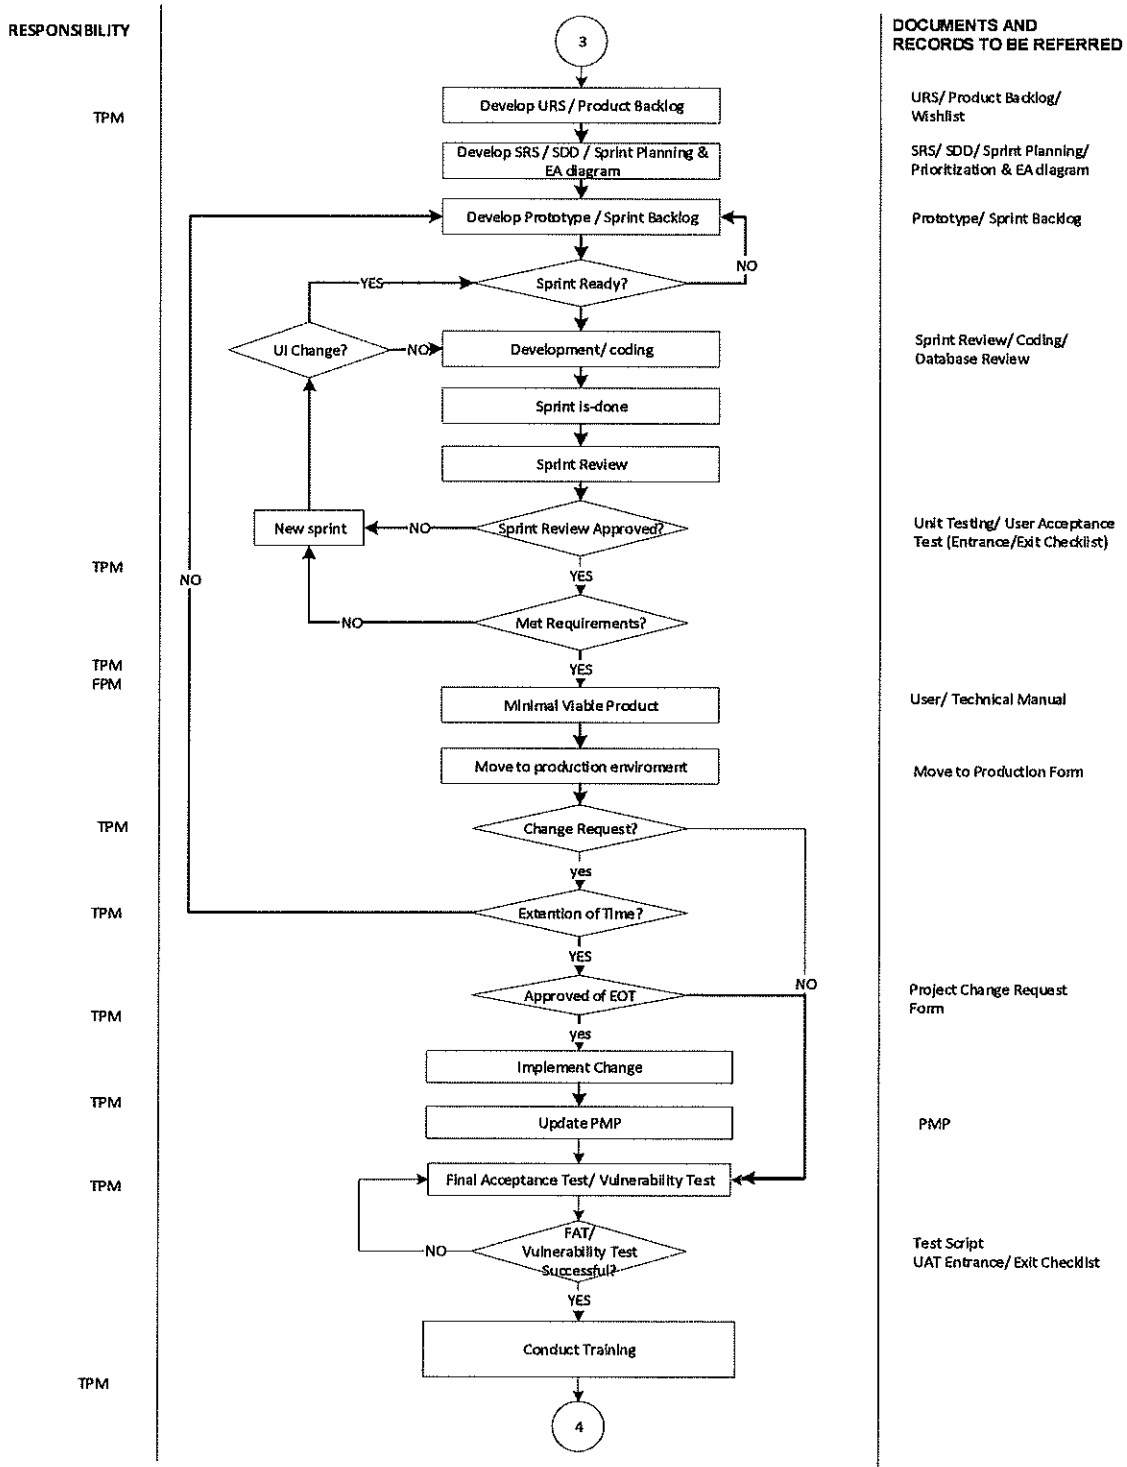 RESPONSIBILITY
DOCUMENTS AND
RECORDS TO BE REFERRED
3
TPM
Develop URS / Product Backlog
URS/ Product Backlog/
Wishlist
Develop SRS / SDD / Sprint Planning &
EA diagram
SRS/ SDD/ Sprint Planning/
Prioritization & EA diagram
Develop Prototype / Sprint Backlog
Prototype/ Sprint Backlog
NO
YES
Sprint Ready?
UI Change?
NO
Development/ coding
Sprint Review/ Coding/
Database Review
Sprint is-done
Sprint Review
New sprint
NO
Sprint Review Approved?
Unit Testing/ User Acceptance
Test (Entrance/Exit Checklist)
TPM
NO
YES
NO
Met Requirements?
TPM
FPM
YES
Minimal Viable Product
User/ Technical Manual
Move to production enviroment
Move to Production Form
TPM
Change Request?
yes
TPM
Extention of Time?
YES
NO
Approved of EOT
Project Change Request
Form
TPM
yes
Implement Change
TPM
Update PMP
PMP
TPM
Final Acceptance Test/ Vulnerability Test
NO
FAT/
Vulnerability Test
Successful?
Test Script
UAT Entrance/ Exit Checklist
YES
Conduct Training
TPM
4